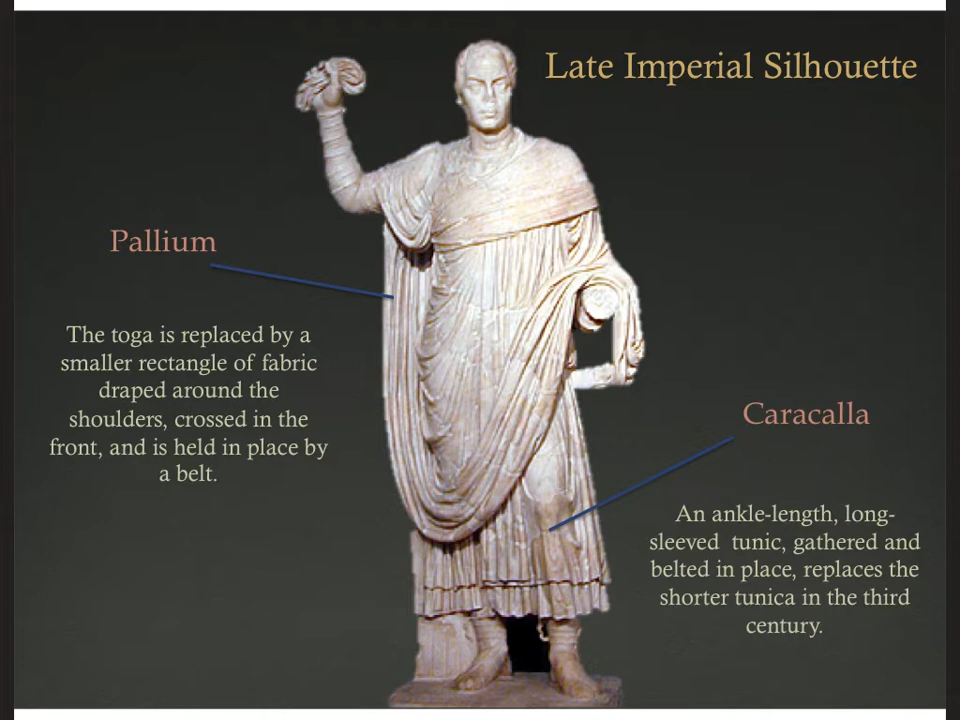 Late Imperial Silhouette
Pallium
The toga is replaced by a
smaller rectangle of fabric
draped around the
shoulders, crossed in the
front, and is held in place by
a belt.
Caracalla
An ankle-length, long-
sleeved  tunic, gathered and
belted in place, replaces the
shorter tunica in the third
century.